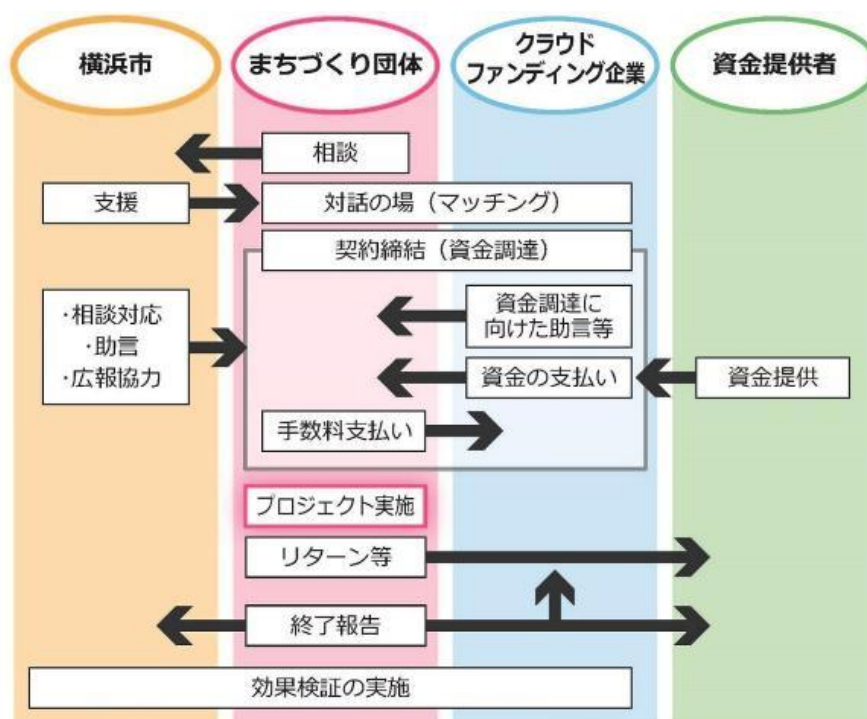 横浜市
まちづくり団体
クラウド
ファンディング企業
資金提供者
相談
支援
対話の場（マッチング）
契約締結（資金調達）
・相談対応
・助言
・広報協力
資金調達に
向けた助言等
資金の支払い
資金提供
手数料支払い
プロジェクト実施
リターン等
終了報告
効果検証の実施